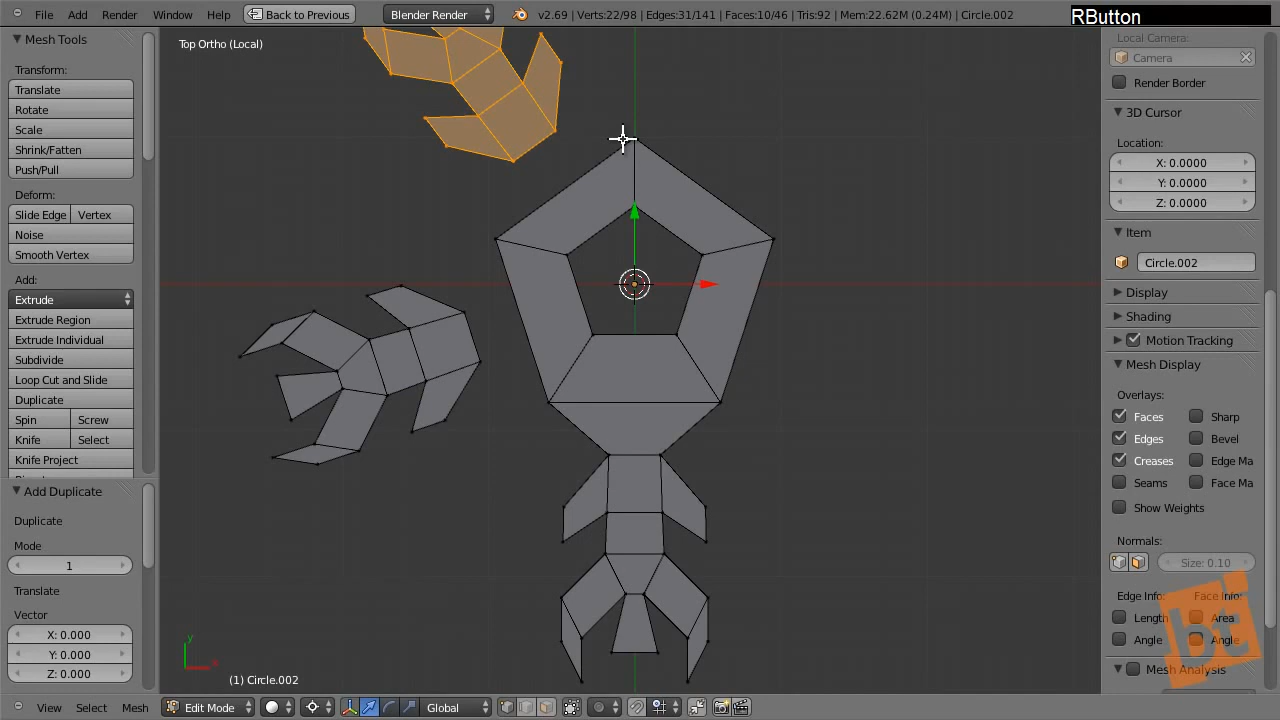 File Add Render Window Help Back to Previous Blender Render v2.69 | Verts:22/98 | Edges:31/141 | Faces:10/46 | Tris:92 | Mem:22.62M (0.24M) | Circle.002
RButton
Mesh Tools
Transform:
Translate
Rotate
Scale
Shrink/Fatten
Push/Pull
Deform:
Slide Edge Vertex
Noise
Smooth Vertex
Add:
Extrude
Extrude Region
Extrude Individual
Subdivide
Loop Cut and Slide
Duplicate
Spin Screw
Knife Select
Knife Project
Add Duplicate
Duplicate
Mode
1
Translate
Vector
X: 0.000
Y: 0.000
Z: 0.000
Top Ortho (Local)
y
x
(1) Circle.002
Local Camera:
Camera
Render Border
3D Cursor
Location:
X: 0.0000
Y: 0.0000
Z: 0.0000
Item
Circle.002
Display
Shading
Motion Tracking
Mesh Display
Overlays:
Faces Sharp
Edges Bevel
Creases Edge Ma
Seams Face Ma
Show Weights
Normals:
Size: 0.10
Edge Info: Face Info:
Length Area
Angle Angle
Mesh Analysis
bt
View Select Mesh Edit Mode Global